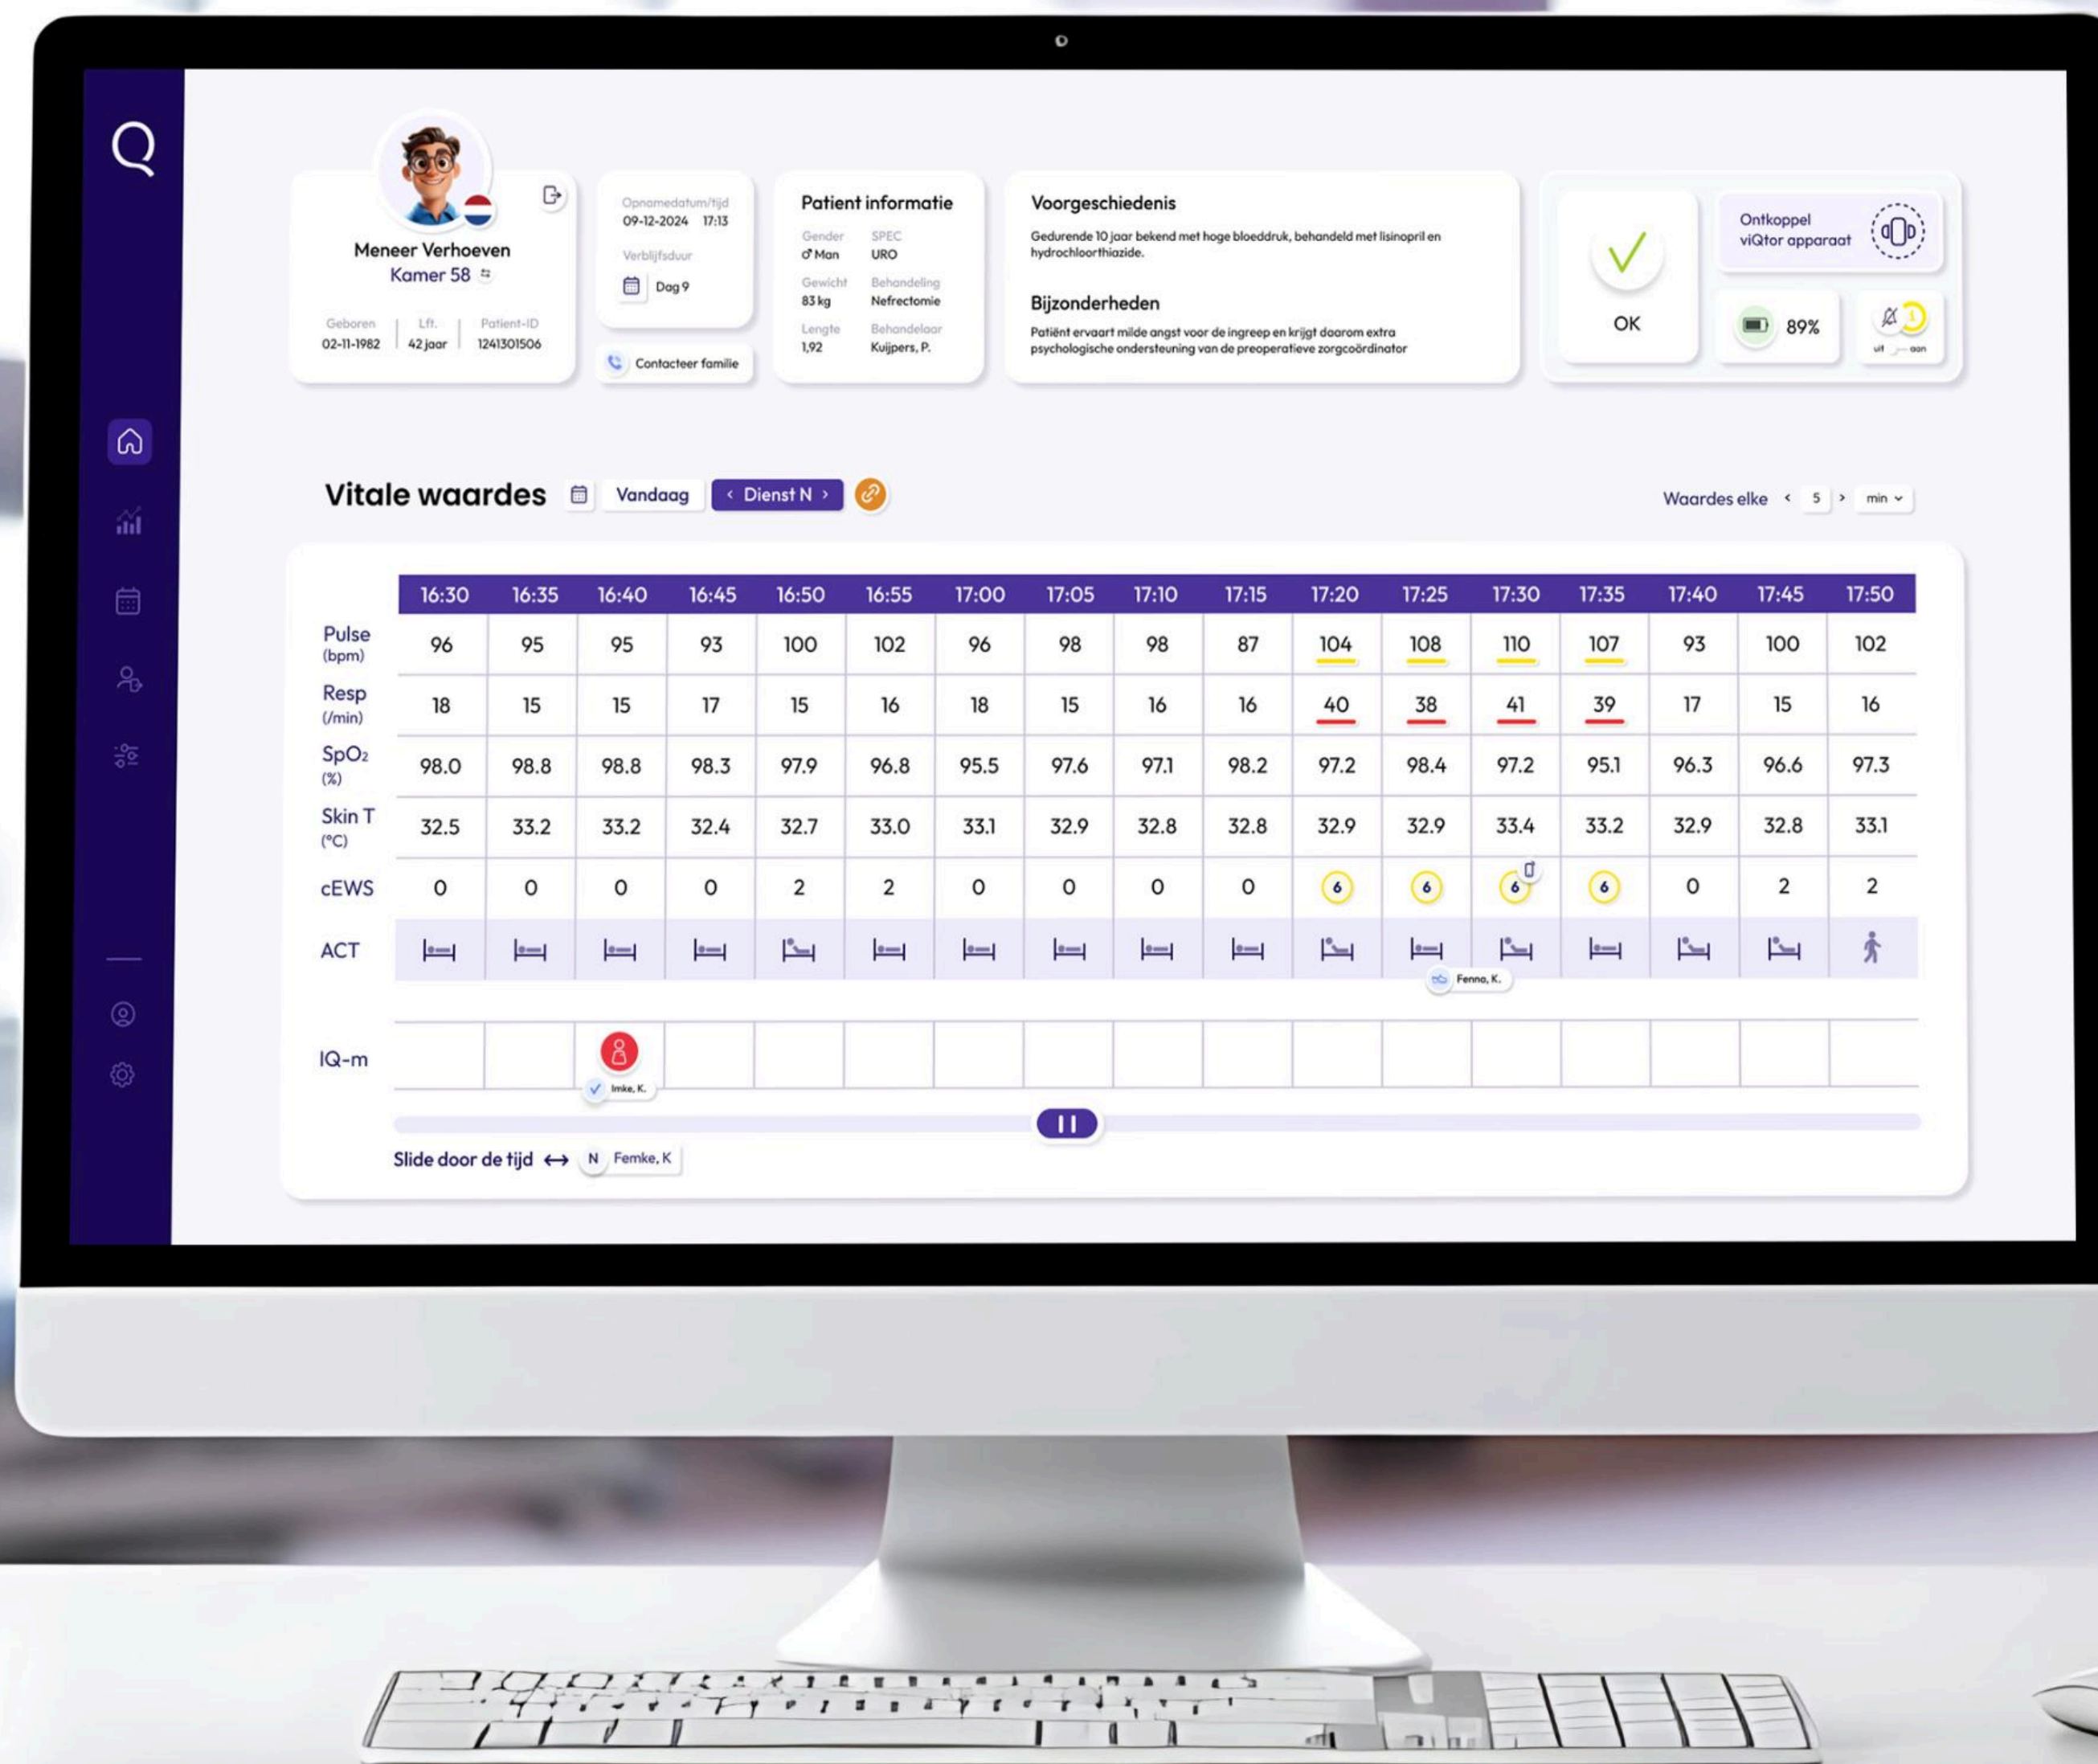 Q
Meneer Verhoeven
Kamer 58
Geboren Lft. Patient-ID
02-11-1982 42 jaar 1241301506
Opnamedatum/tijd
09-12-2024 17:13
Verblijfsduur
Dag 9
Contacteer familie
Patient informatie
Gender SPEC
♂ Man URO
Gewicht Behandeling
83 kg Nefrectomie
Lengte Behandelaar
1,92 Kuijpers, P.
Voorgeschiedenis
Gedurende 10 jaar bekend met hoge bloeddruk, behandeld met lisinopril en
hydrochloorthiazide.
Bijzonderheden
Patiënt ervaart milde angst voor de ingreep en krijgt daarom extra
psychologische ondersteuning van de preoperatieve zorgcoördinator
OK
Ontkoppel
viQtor apparaat
89%
1
uit aan
Vitale waardes Vandaag < Dienst N >
Waardes elke < 5 > min
16:30 16:35 16:40 16:45 16:50 16:55 17:00 17:05 17:10 17:15 17:20 17:25 17:30 17:35 17:40 17:45 17:50
Pulse
(bpm)
96 95 95 93 100 102 96 98 98 87 104 108 110 107 93 100 102
Resp
(/min)
18 15 15 17 15 16 18 15 16 16 40 38 41 39 17 15 16
SpO₂
(%)
98.0 98.8 98.8 98.3 97.9 96.8 95.5 97.6 97.1 98.2 97.2 98.4 97.2 95.1 96.3 96.6 97.3
Skin T
(°C)
32.5 33.2 33.2 32.4 32.7 33.0 33.1 32.9 32.8 32.8 32.9 32.9 33.4 33.2 32.9 32.8 33.1
cEWS 0 0 0 0 2 2 0 0 0 0 6 6 6 6 0 2 2
ACT
Fenna, K.
IQ-m
Imke, K.
Slide door de tijd ↔ N Femke, K